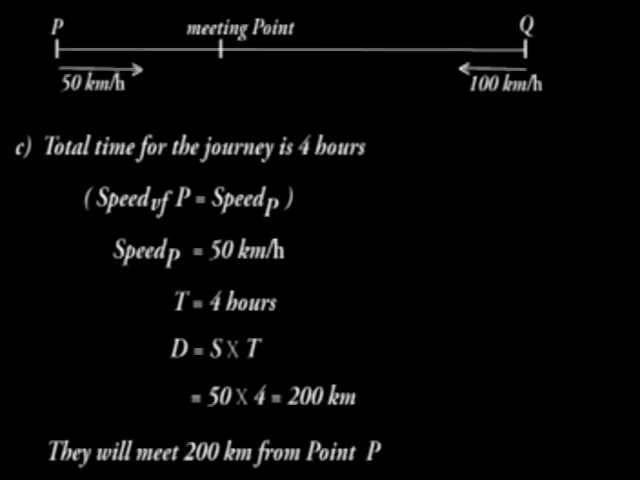 P meeting Point Q
50 km/h 100 km/h
c) Total time for the journey is 4 hours
( Speed vf P = Speed P )
Speed P = 50 km/h
T = 4 hours
D = S X T
= 50 X 4 = 200 km
They will meet 200 km from Point P